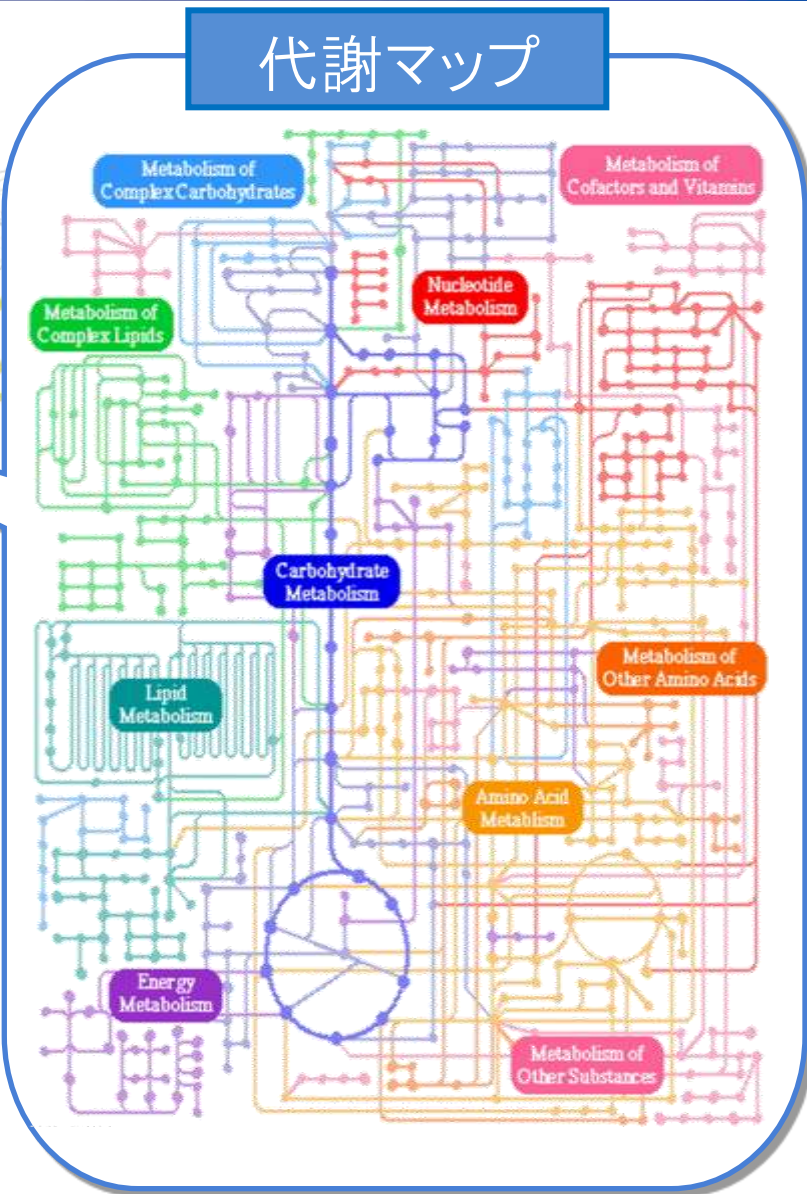 代謝マップ
Metabolism of
Complex Carbohydrates
Metabolism of
Cofactors and Vitamins
Nucleotide
Metabolism
Metabolism of
Complex Lipids
Carbohydrate
Metabolism
Metabolism of
Other Amino Acids
Lipid
Metabolism
Amino Acid
Metablism
Energy
Metabolism
Metabolism of
Other Substances